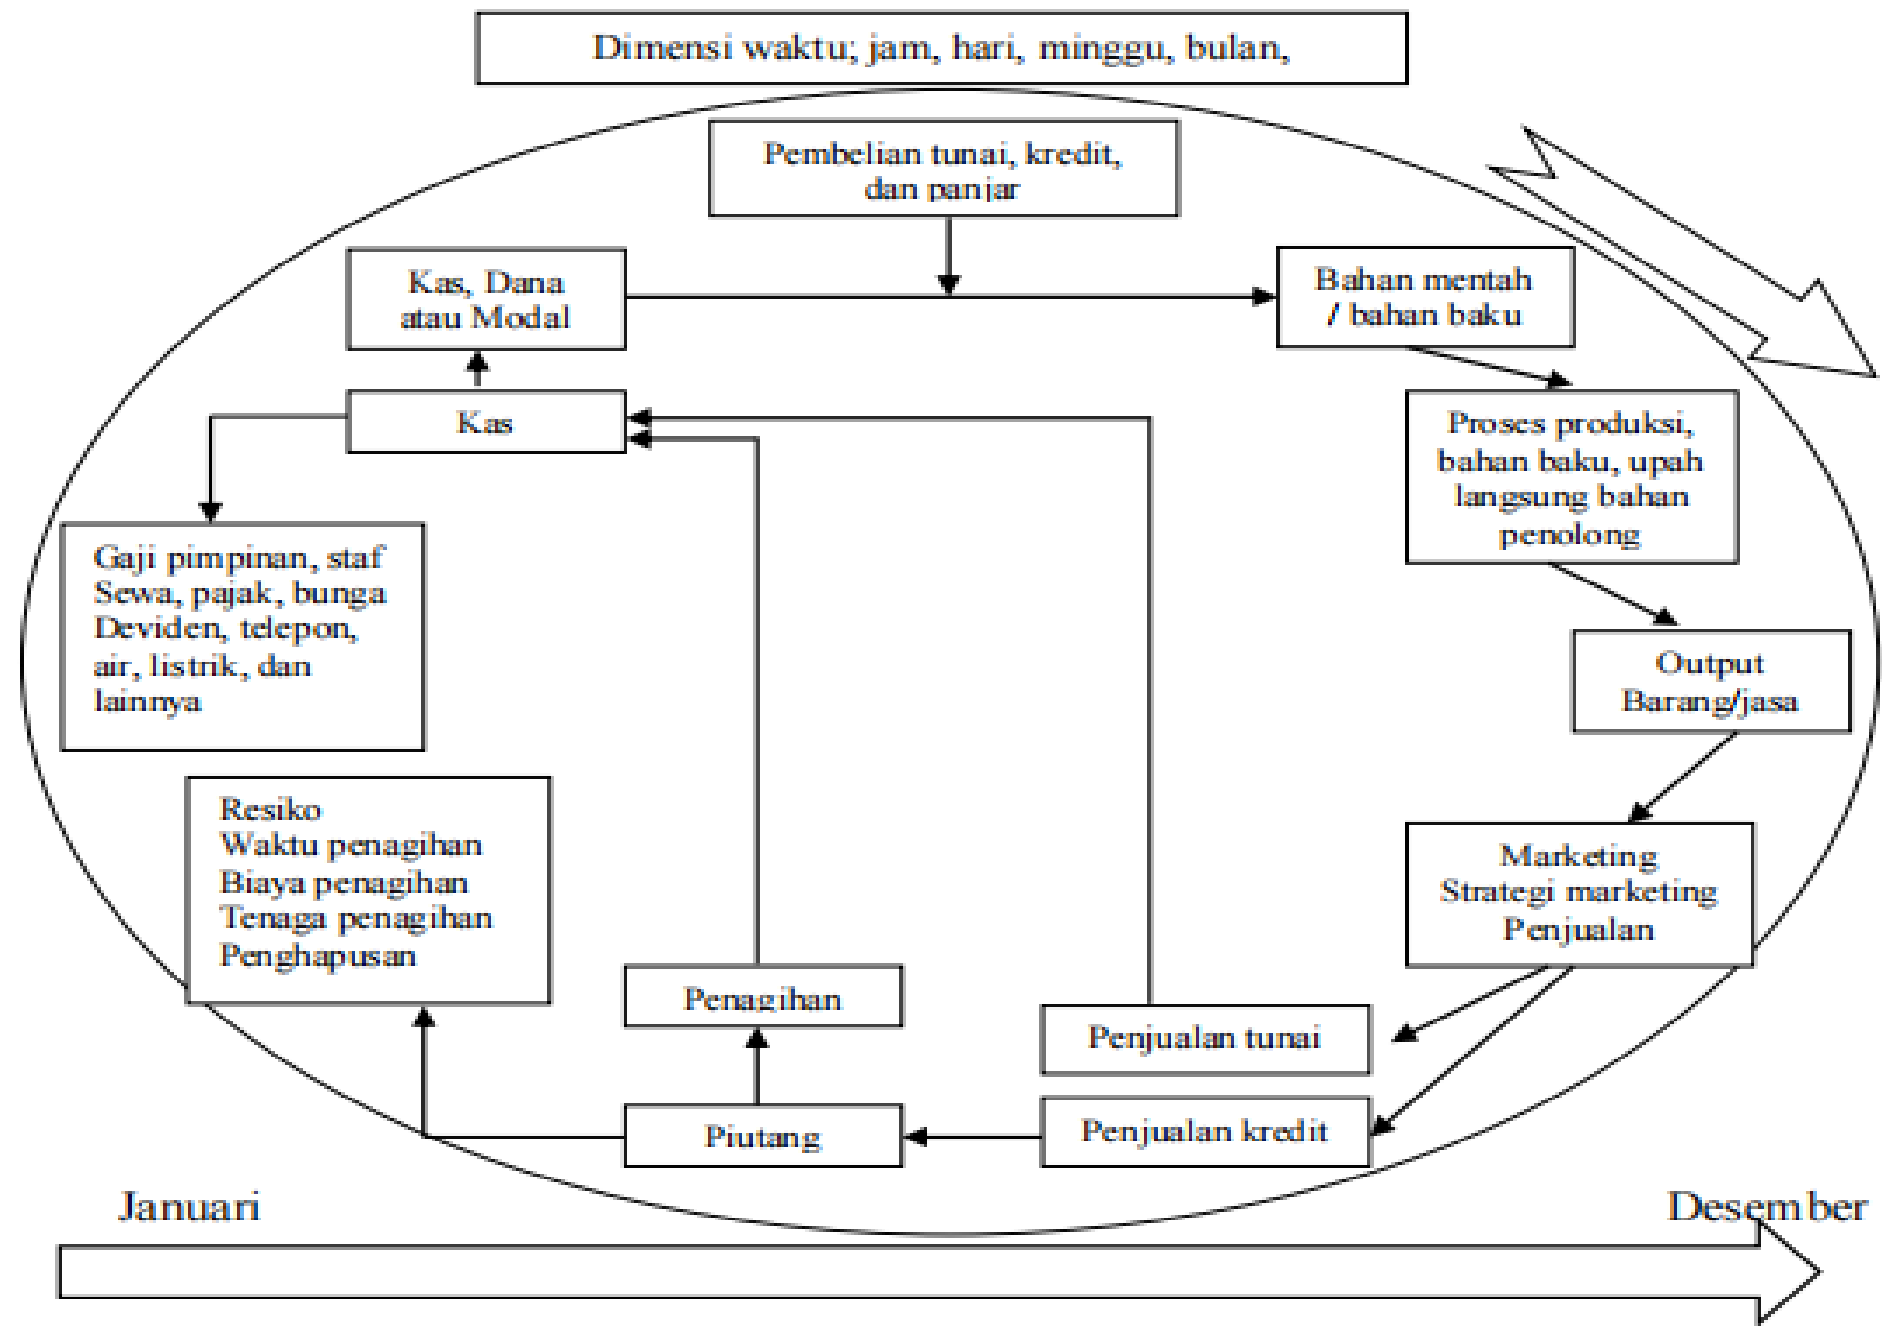 Dimensi waktu; jam, hari, minggu, bulan,
Pembelian tunai, kredit,
dan panjar
Kas, Dana
atau Modal
Bahan mentah
/ bahan baku
Kas
Proses produksi,
bahan baku, upah
langsung bahan
penolong
Gaji pimpinan, staf
Sewa, pajak, bunga
Deviden, telepon,
air, listrik, dan
lainnya
Output
Barang/jasa
Resiko
Waktu penagihan
Biaya penagihan
Tenaga penagihan
Penghapusan
Marketing
Strategi marketing
Penjualan
Penagihan
Penjualan tunai
Piutang
Penjualan kredit
Januari
Desember